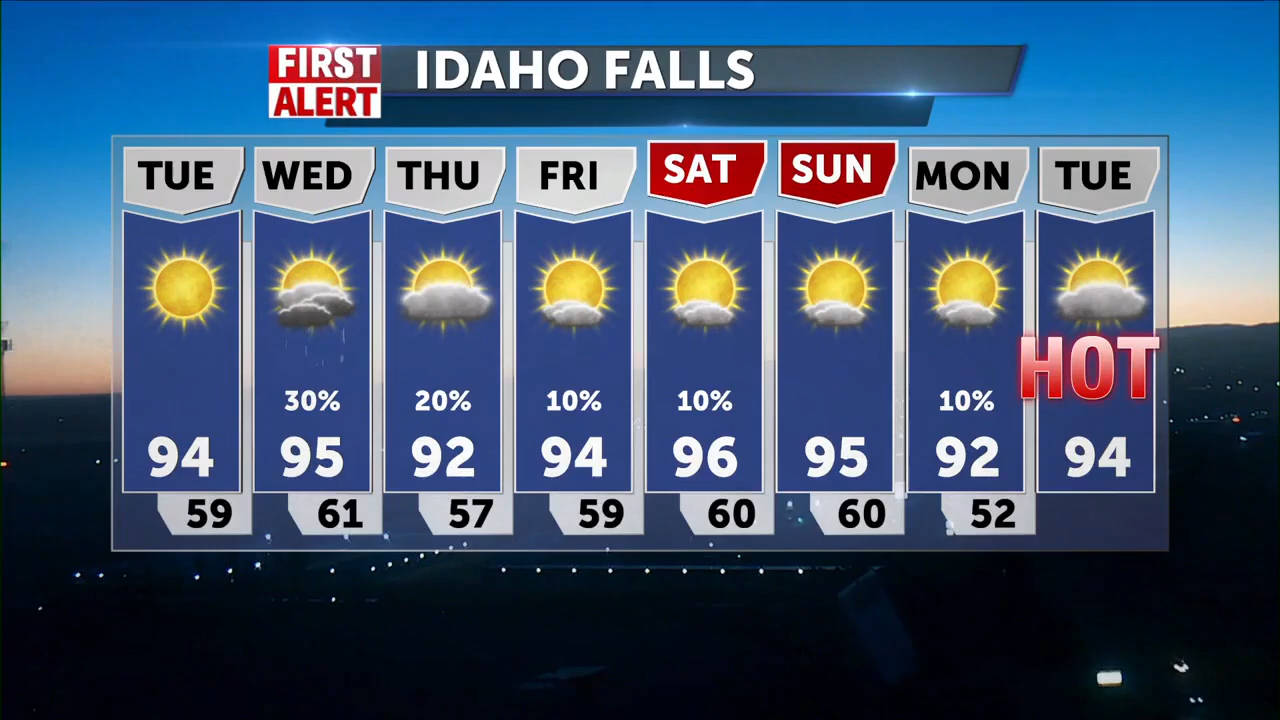 FIRST
ALERT
IDAHO FALLS
TUE WED THU FRI SAT SUN MON TUE
HOT
30% 20% 10% 10% 10%
94 95 92 94 96 95 92 94
59 61 57 59 60 60 52